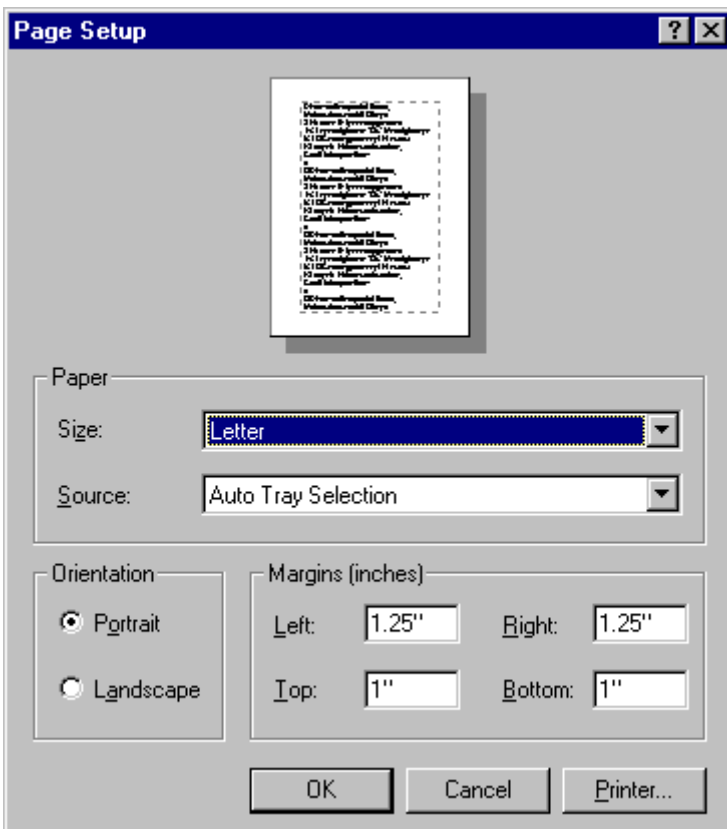 Page Setup
Paper
Size: Letter
Source: Auto Tray Selection
Orientation
Portrait
Landscape
Margins (inches)
Left: 1.25" Right: 1.25"
Top: 1" Bottom: 1"
OK Cancel Printer...